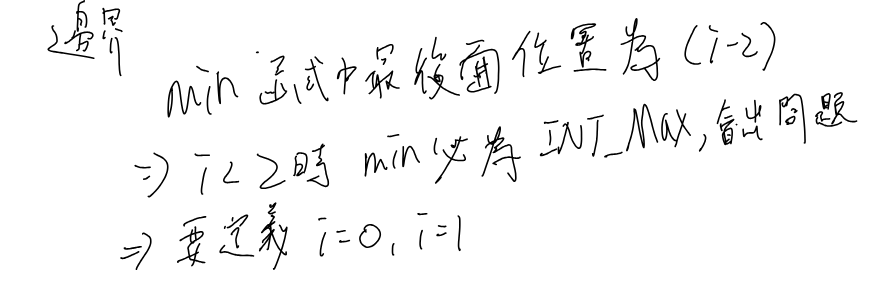 邊界
min 函式中最後面位置為 (i-2)
=> i < 2 時 min 必為 INT_Max, 會出問題
=> 要定義 i=0, i=1